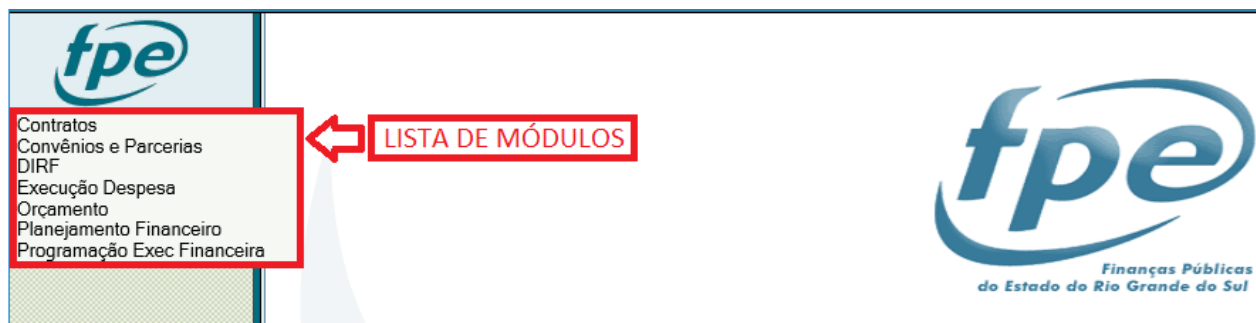 fpe
Contratos
Convênios e Parcerias
DIRF
Execução Despesa
Orçamento
Planejamento Financeiro
Programação Exec Financeira
LISTA DE MÓDULOS
fpe
Finanças Públicas
do Estado do Rio Grande do Sul